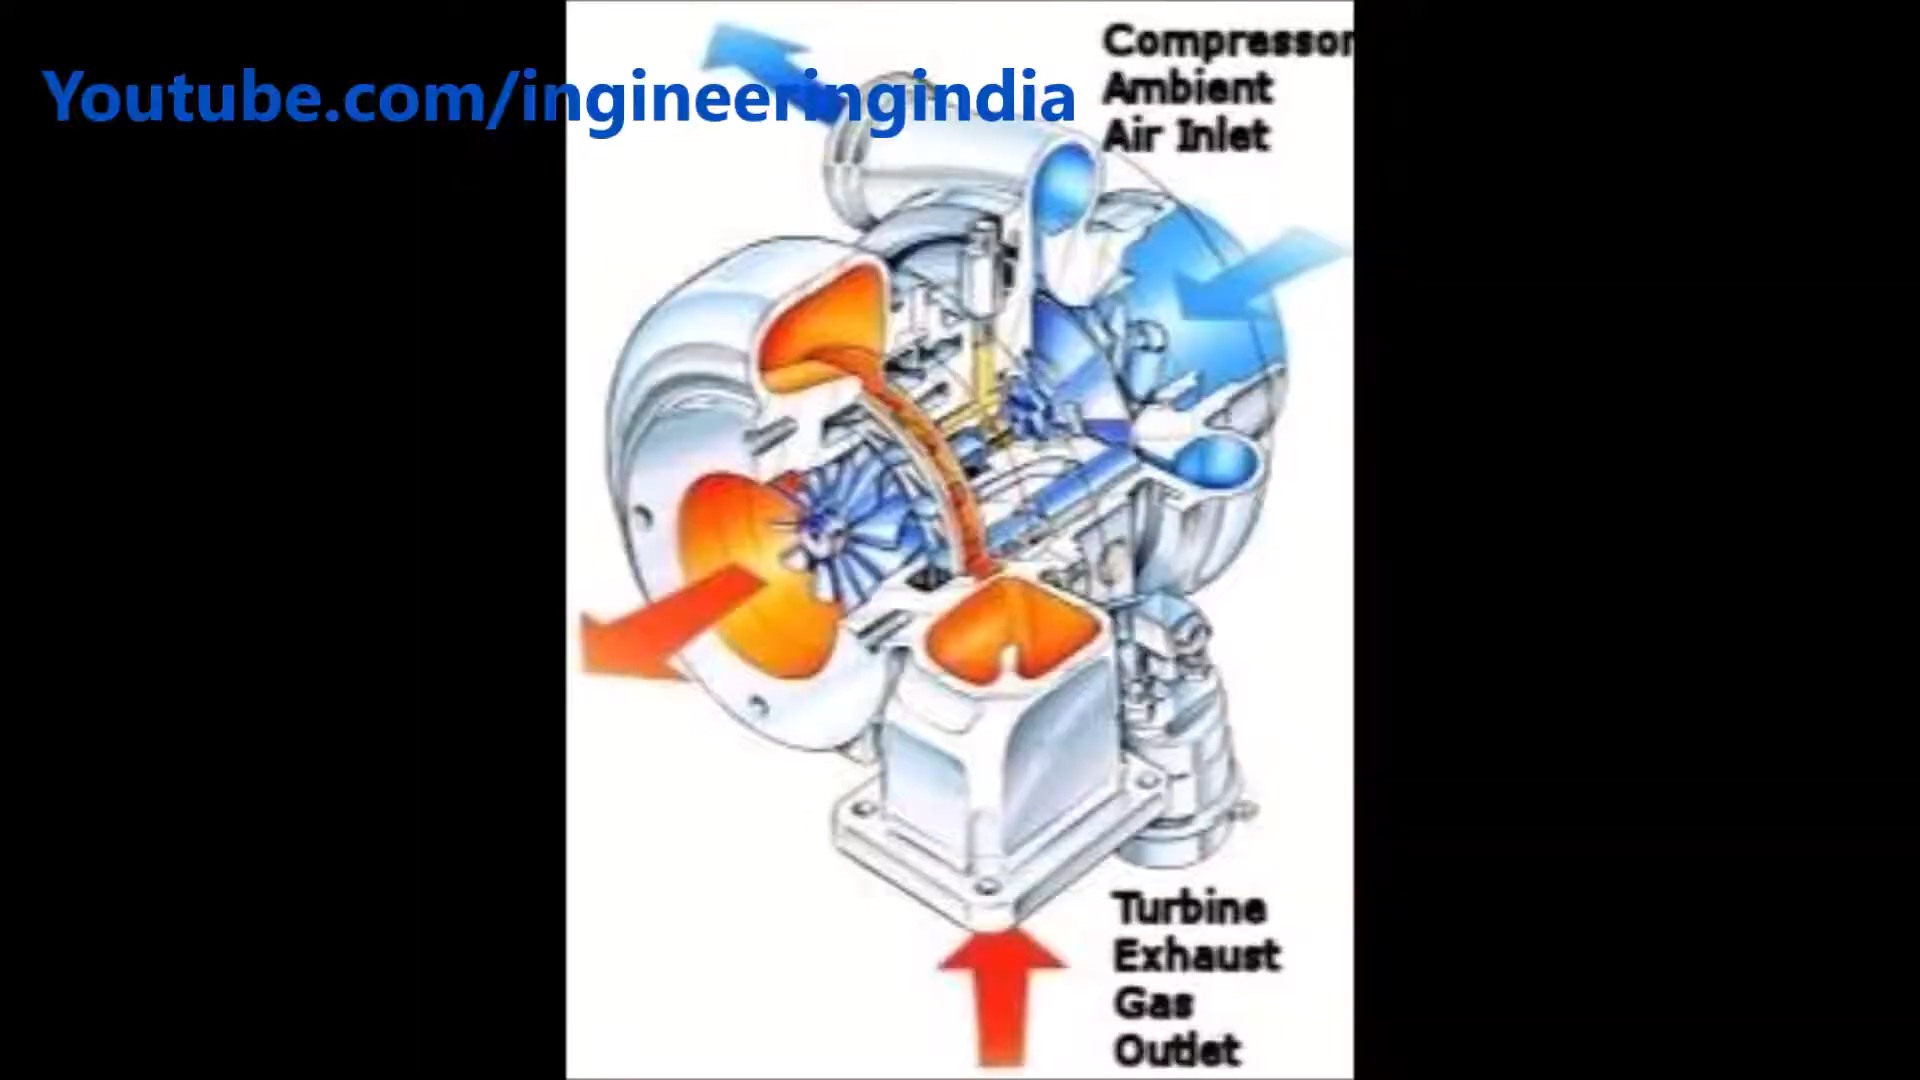 Youtube.com/ingineeringindia
Compressor
Ambient
Air Inlet
Turbine
Exhaust
Gas
Outlet